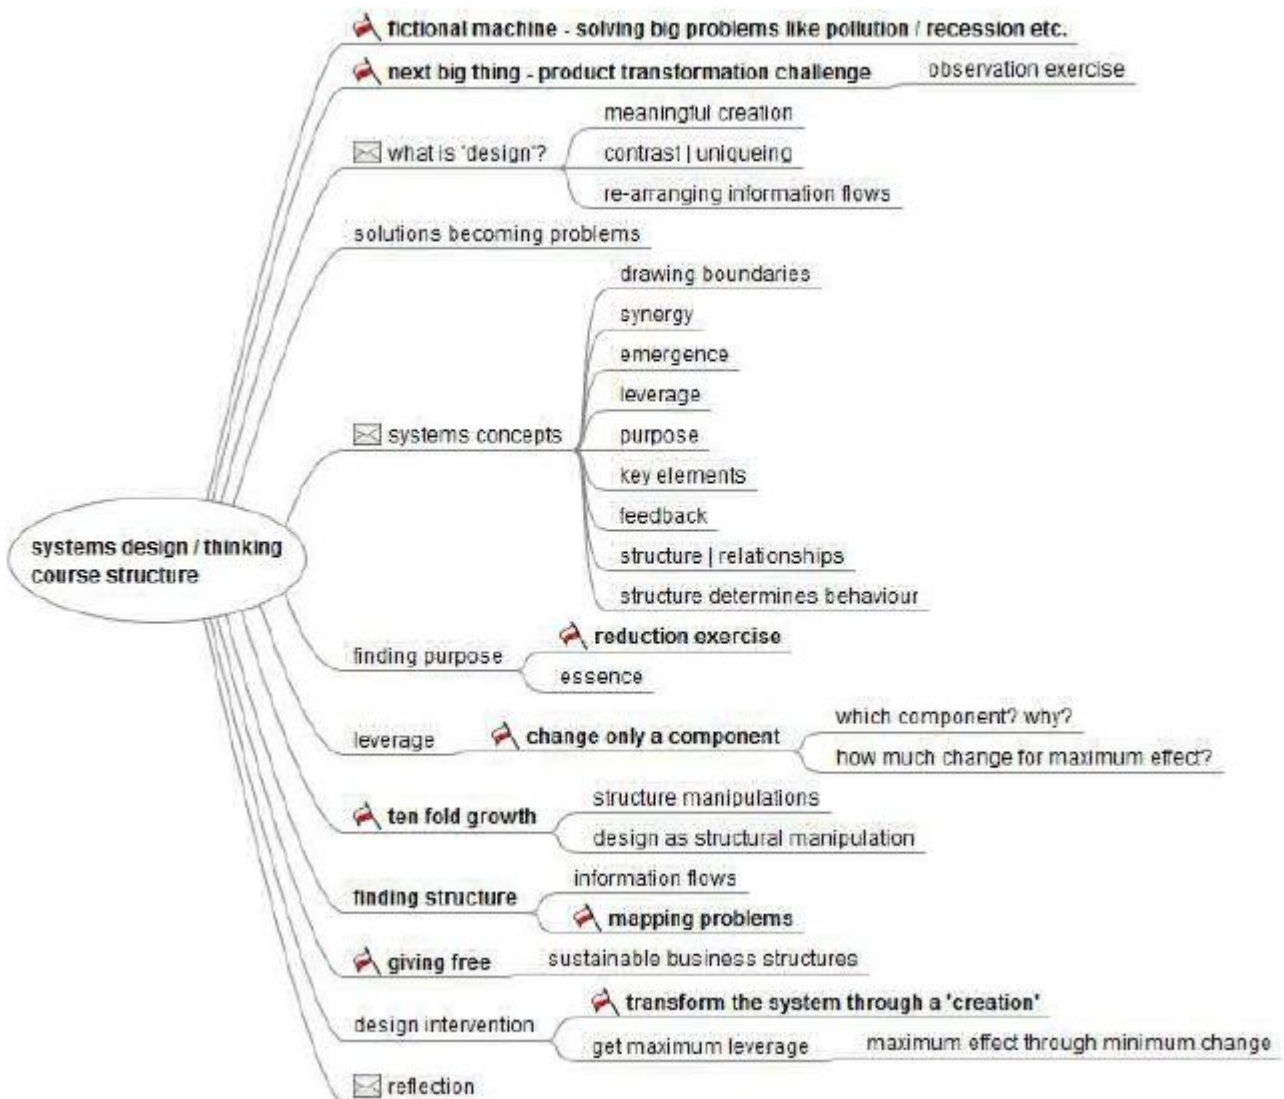 fictional machine - solving big problems like pollution / recession etc.
next big thing - product transformation challenge
observation exercise
what is 'design'?
meaningful creation
contrast | uniqueing
re-arranging information flows
solutions becoming problems
systems concepts
drawing boundaries
synergy
emergence
leverage
purpose
key elements
feedback
structure | relationships
structure determines behaviour
systems design / thinking
course structure
finding purpose
reduction exercise
essence
leverage
change only a component
which component? why?
how much change for maximum effect?
ten fold growth
structure manipulations
design as structural manipulation
finding structure
information flows
mapping problems
giving free
sustainable business structures
design intervention
transform the system through a 'creation'
get maximum leverage
maximum effect through minimum change
reflection